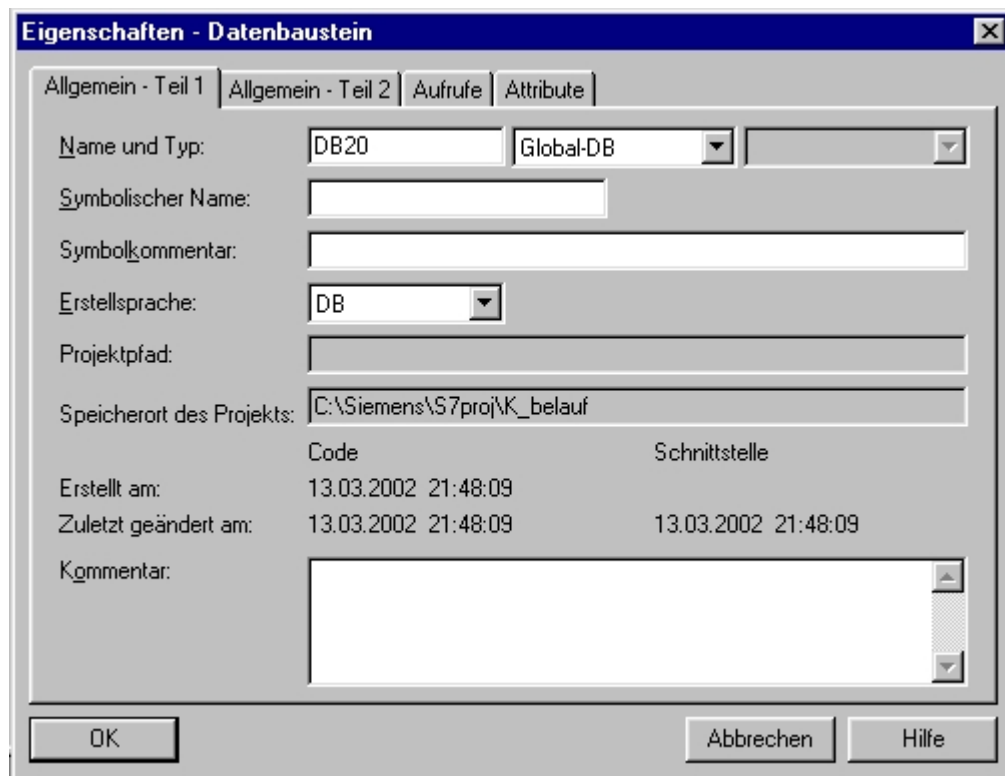 Eigenschaften - Datenbaustein
Allgemein - Teil 1 Allgemein - Teil 2 Aufrufe Attribute
Name und Typ: DB20 Global-DB
Symbolischer Name:
Symbolkommentar:
Erstellsprache: DB
Projektpfad:
Speicherort des Projekts: C:\Siemens\S7proj\K_belauf
Code Schnittstelle
Erstellt am: 13.03.2002 21:48:09
Zuletzt geändert am: 13.03.2002 21:48:09 13.03.2002 21:48:09
Kommentar:
OK Abbrechen Hilfe